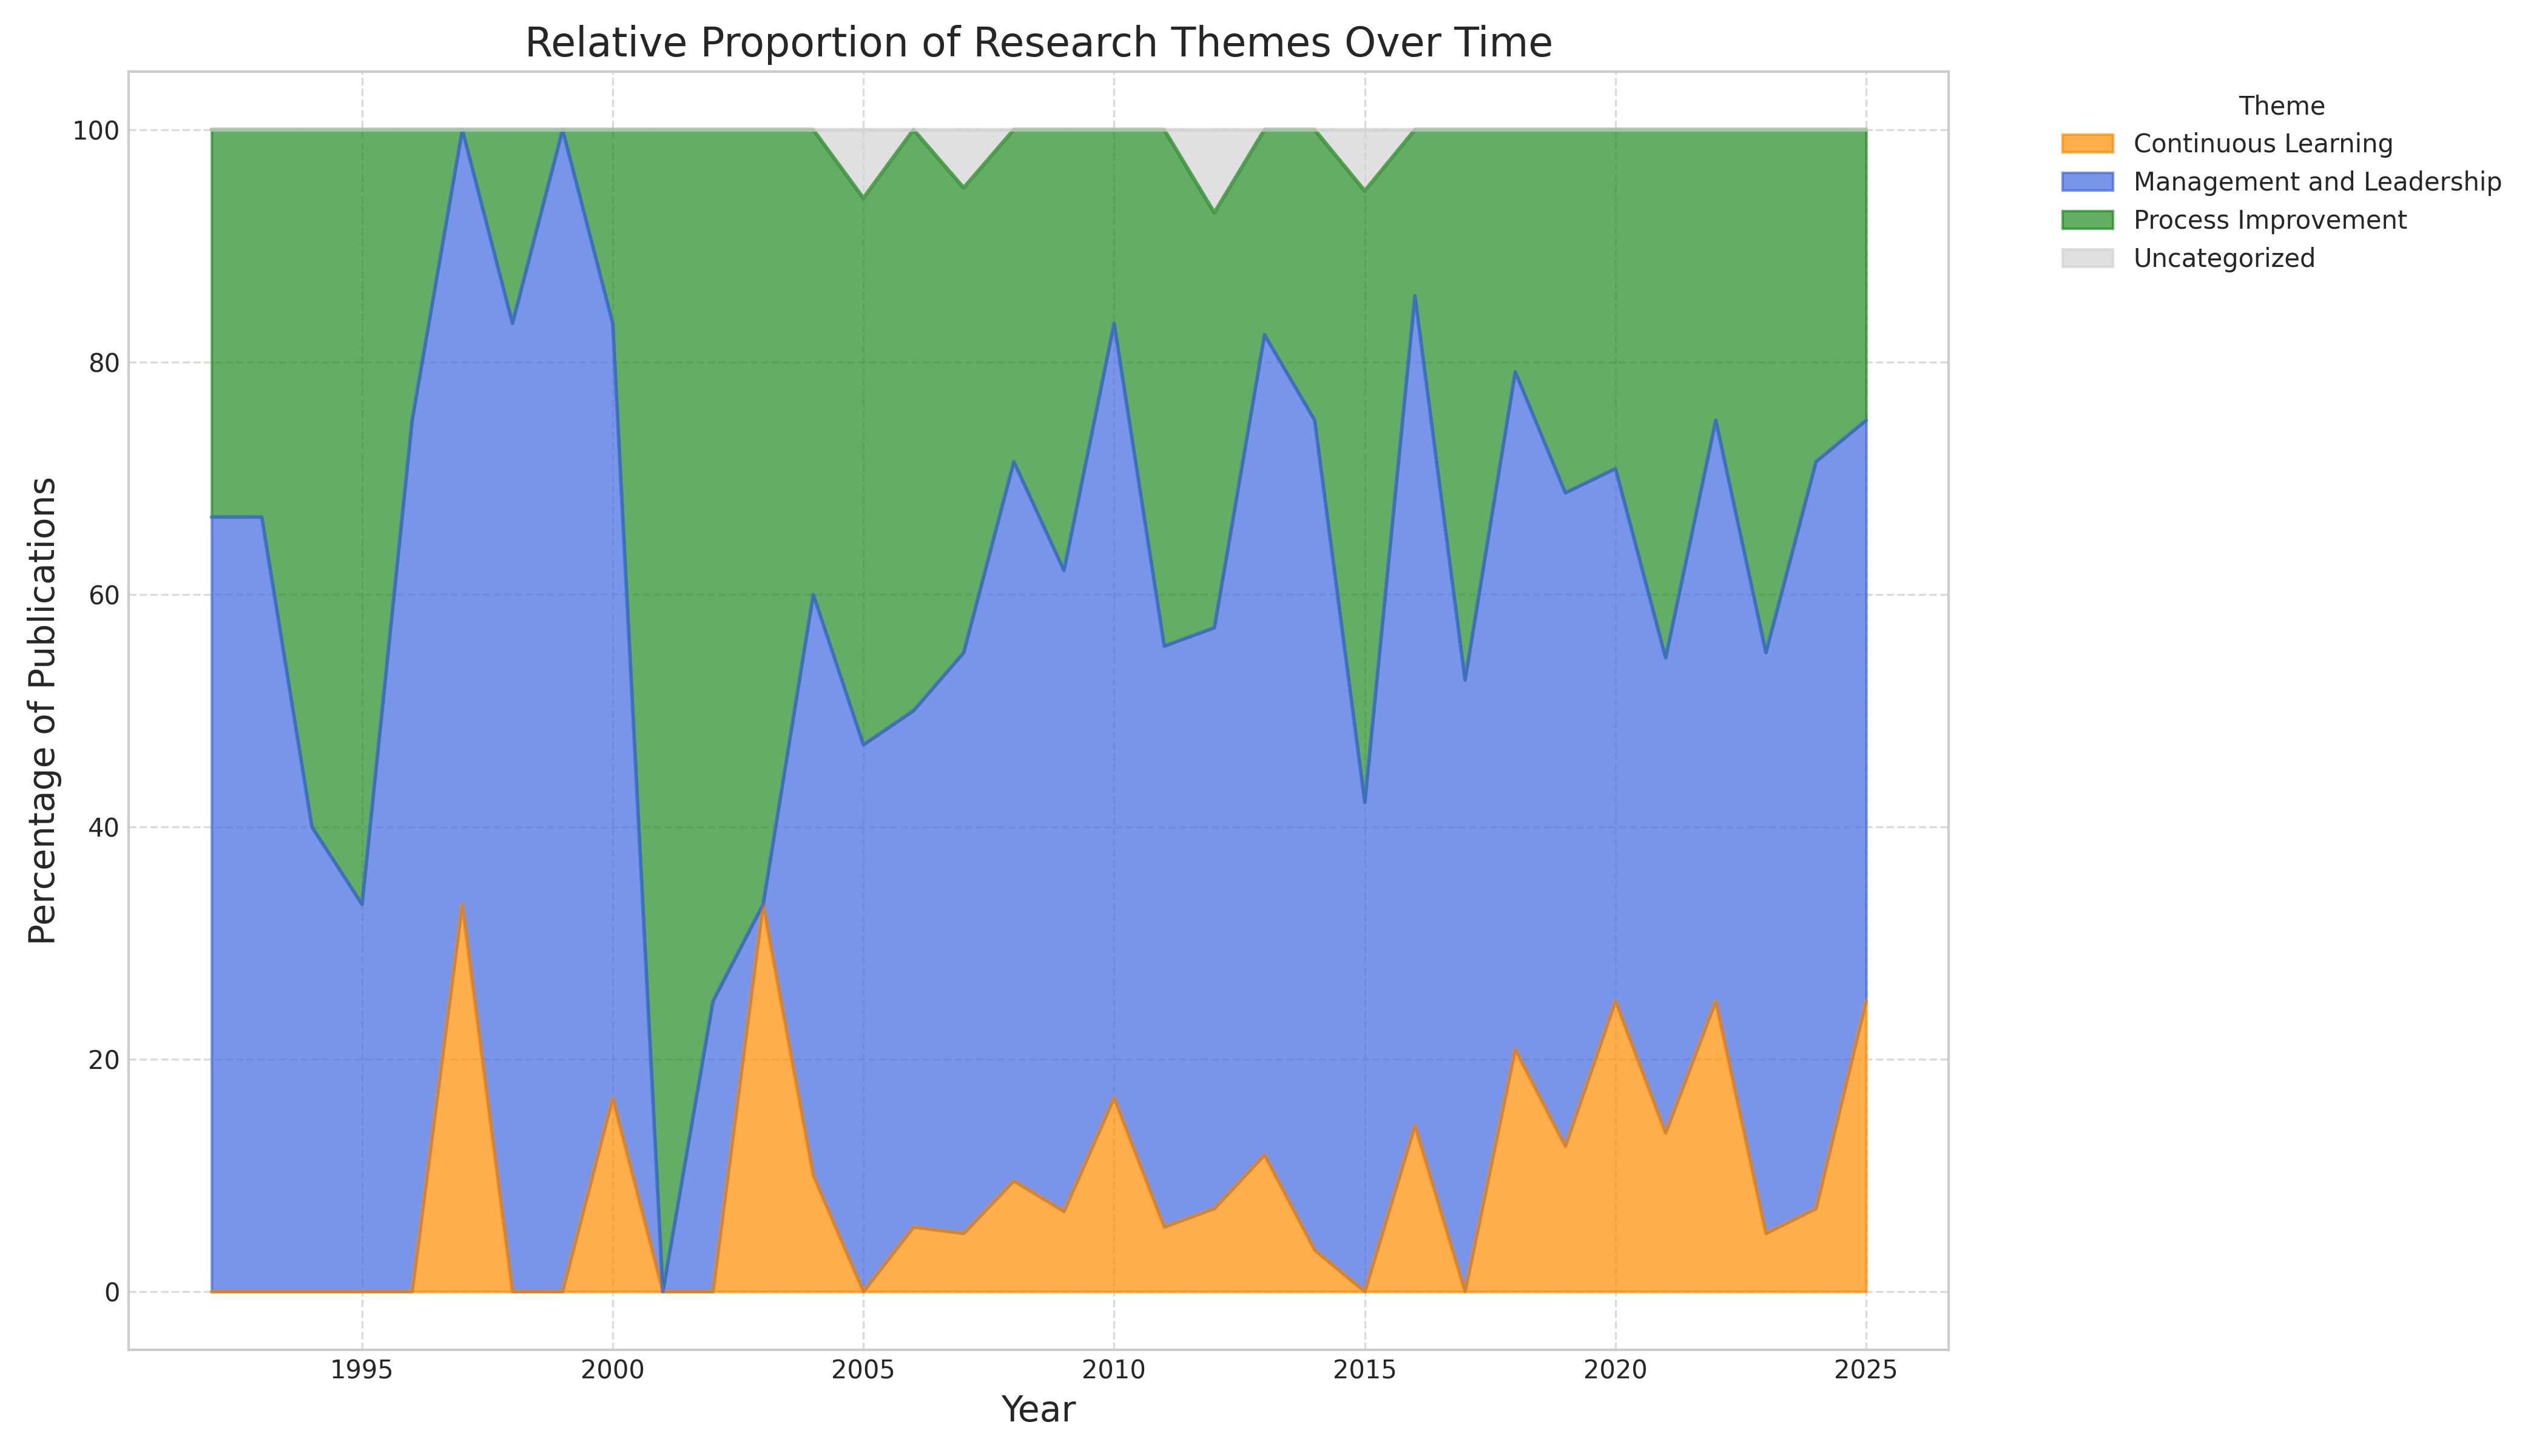 Relative Proportion of Research Themes Over Time
Percentage of Publications
100
80
60
40
20
0
1995
2000
2005
2010
2015
2020
2025
Year
Theme
Continuous Learning
Management and Leadership
Process Improvement
Uncategorized